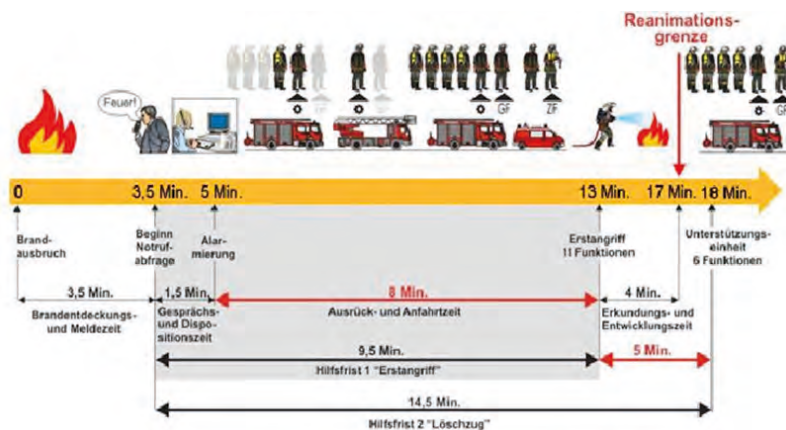 Reanimations-
grenze
Feuer!
GF
ZF
GF
0
3,5 Min.
5 Min.
13 Min.
17 Min.
18 Min.
Brand-
ausbruch
Beginn
Notruf-
abfrage
Alar-
mierung
Erstangriff
11 Funktionen
Unterstützungs-
einheit
6 Funktionen
3,5 Min.
Brandentdeckungs-
und Meldezeit
1,5 Min.
Gesprächs-
und Dispo-
sitionszeit
8 Min.
Ausrück- und Anfahrtzeit
4 Min.
Erkundungs- und
Entwicklungszeit
9,5 Min.
Hilfsfrist 1 "Erstangriff"
5 Min.
14,5 Min.
Hilfsfrist 2 "Löschzug"